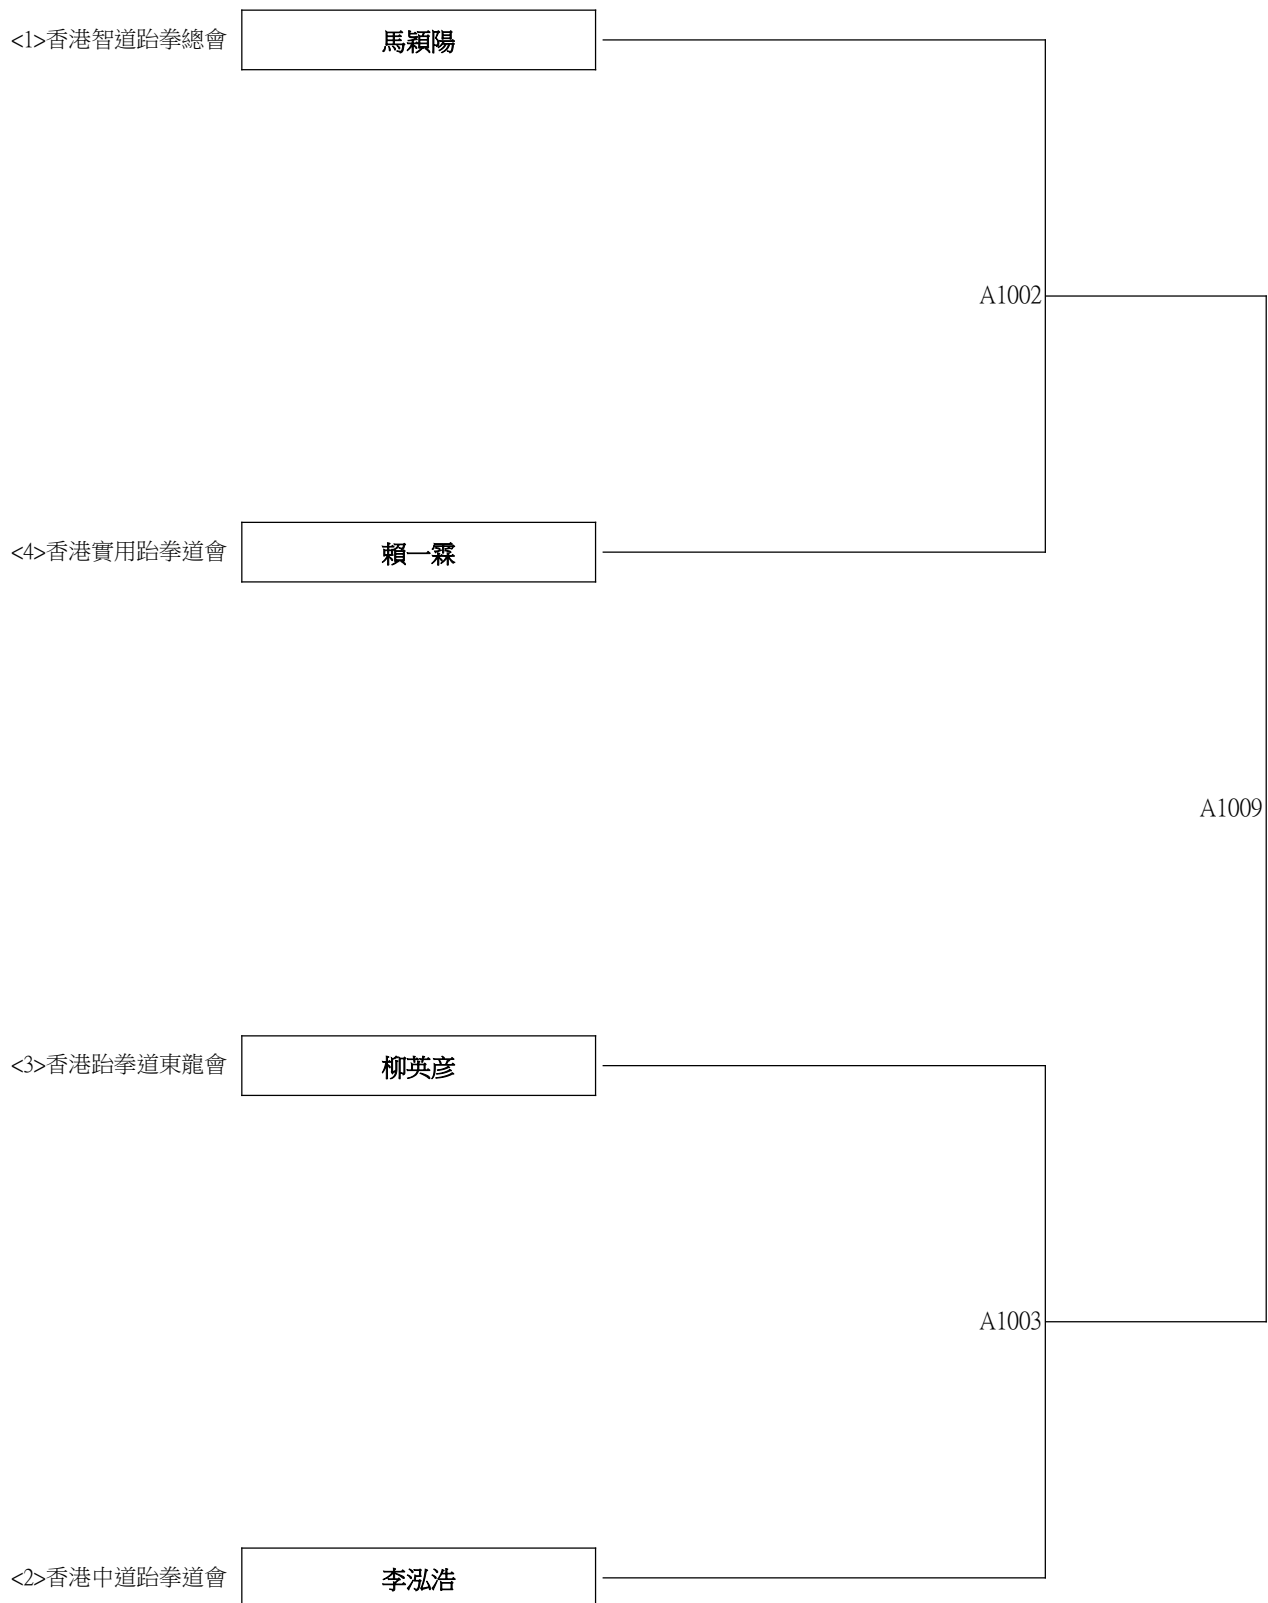 <1>香港智道跆拳總會 馬穎陽
A1002
<4>香港實用跆拳道會 賴一霖
A1009
<3>香港跆拳道東龍會 柳英彦
A1003
<2>香港中道跆拳道會 李泓浩